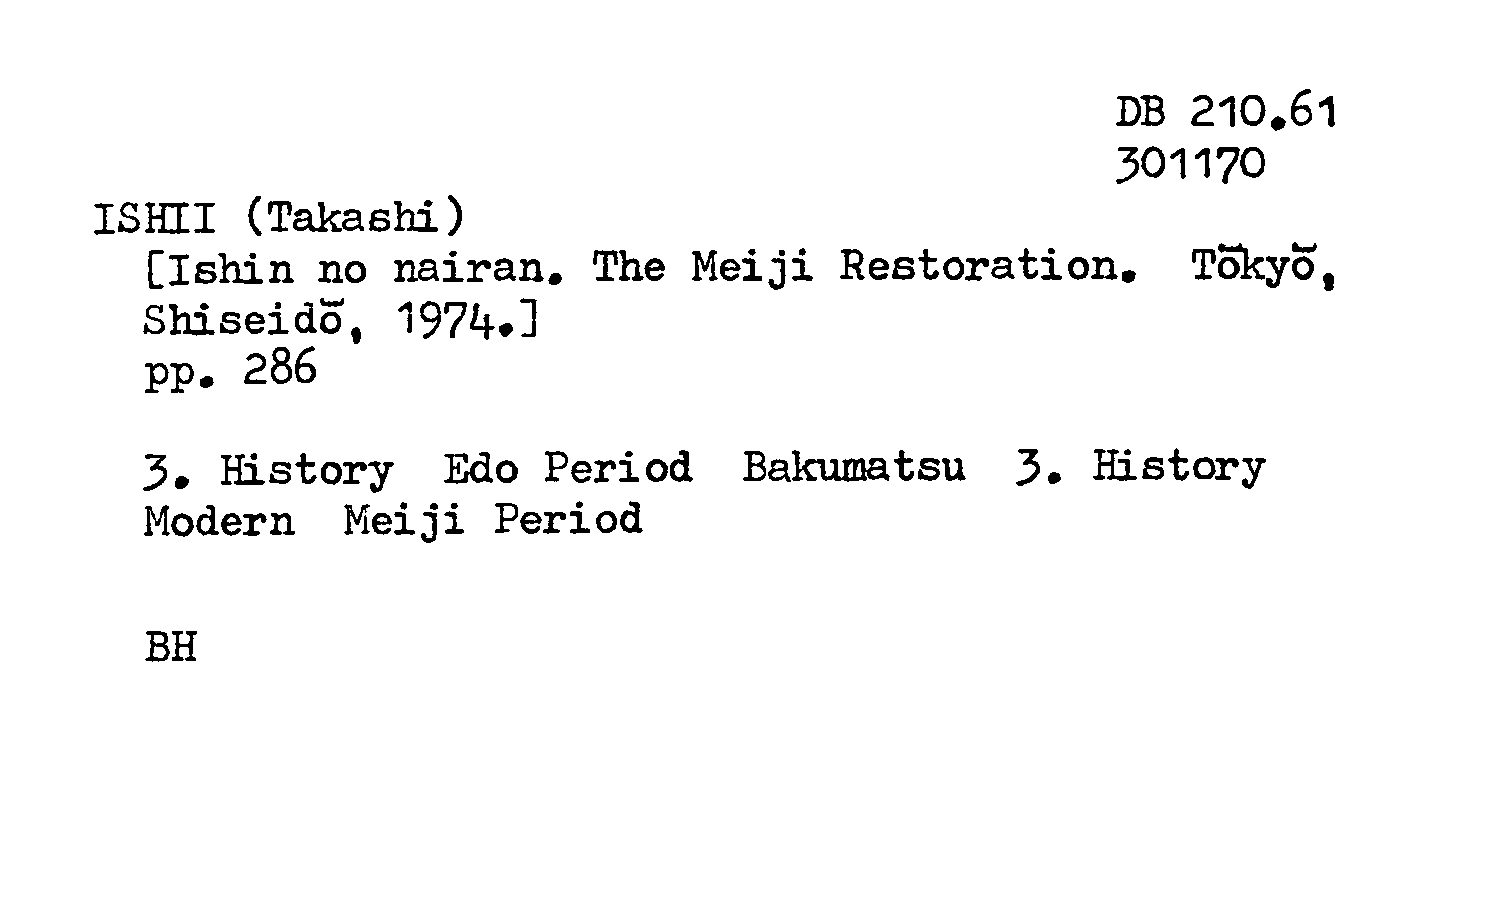 DB 210.61
301170
ISHII (Takashi)
[Ishin no nairan. The Meiji Restoration. Tōkyō,
Shiseidō, 1974.]
pp. 286
3. History Edo Period Bakumatsu 3. History
Modern Meiji Period
BH